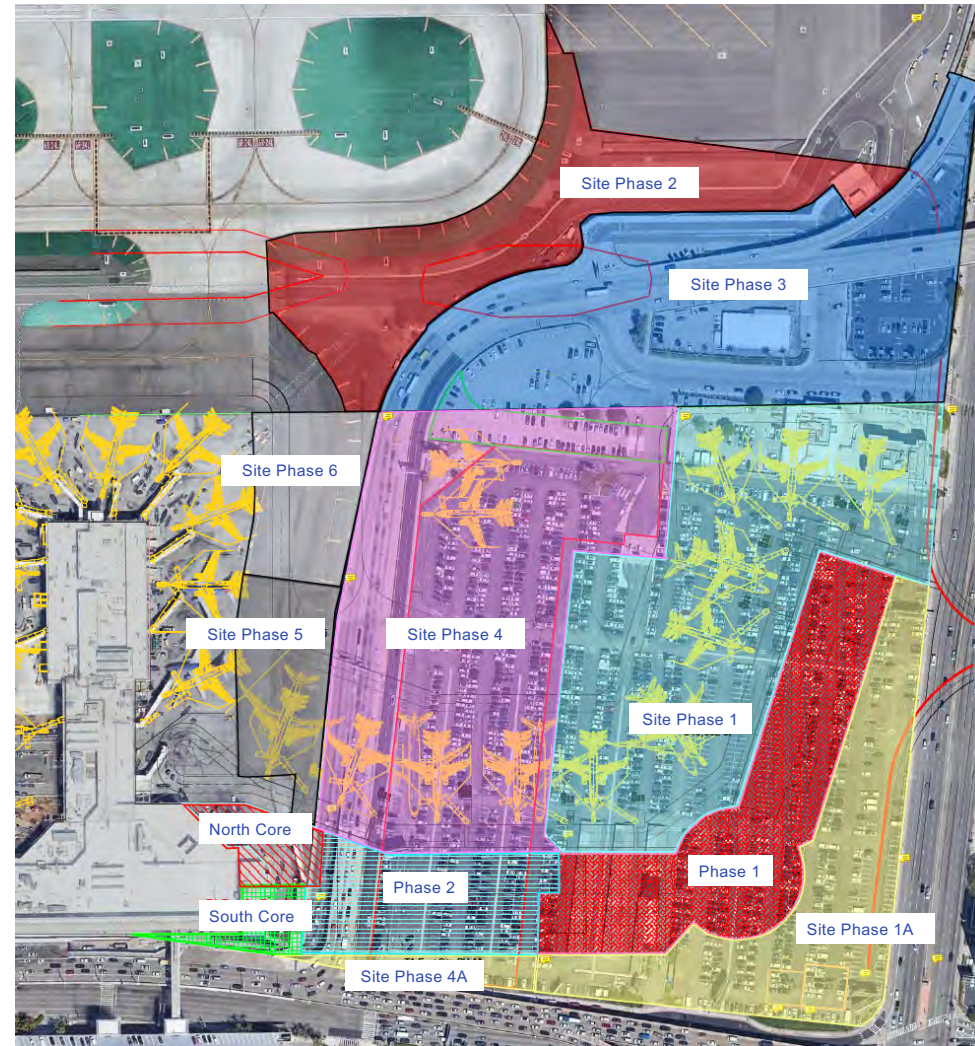 Site Phase 2
Site Phase 3
Site Phase 6
Site Phase 5
Site Phase 4
Site Phase 1
North Core
Phase 2
Phase 1
South Core
Site Phase 1A
Site Phase 4A